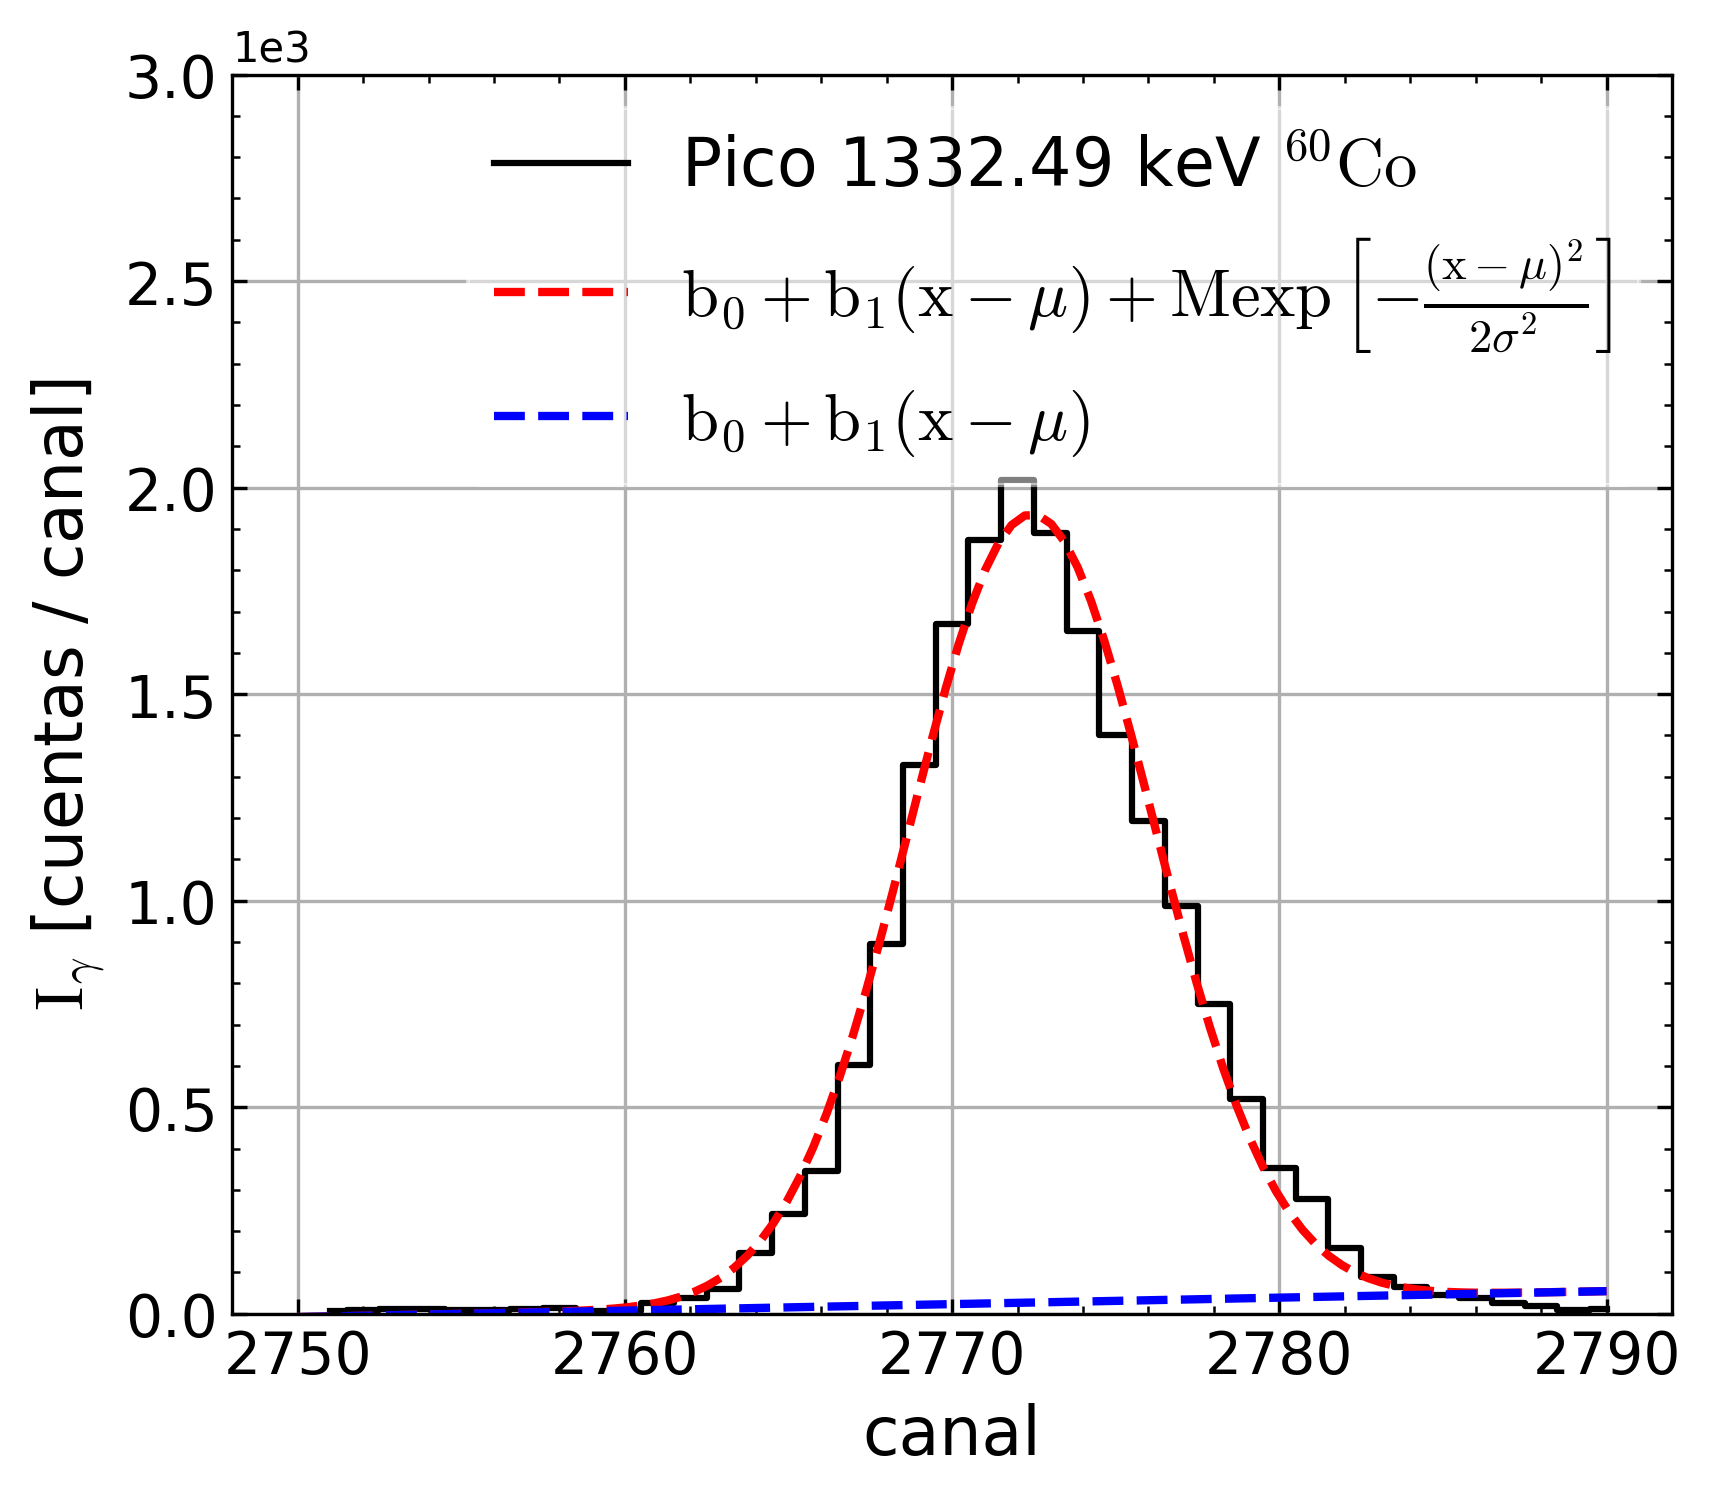 1e3
3.0
2.5
2.0
1.5
1.0
0.5
0.0
I_γ [cuentas / canal]
Pico 1332.49 keV ⁶⁰Co
b₀ + b₁(x − μ) + Mexp [−(x − μ)² / 2σ²]
b₀ + b₁(x − μ)
2750 2760 2770 2780 2790
canal